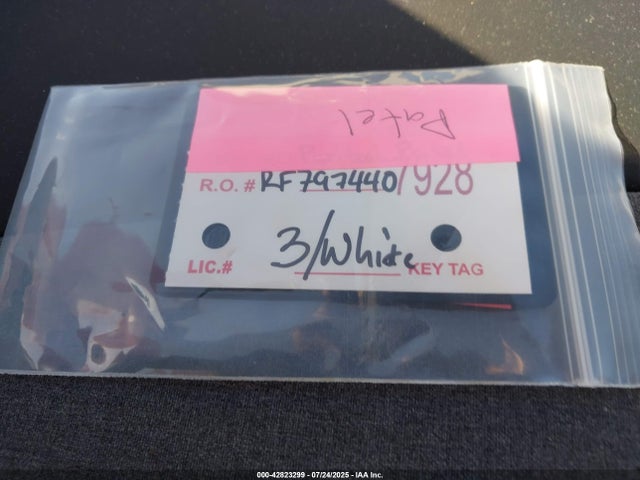 Patel
R.O. # RF797440/928
3/White
LIC.# KEY TAG
000-42823299 - 07/24/2025 - IAA Inc.